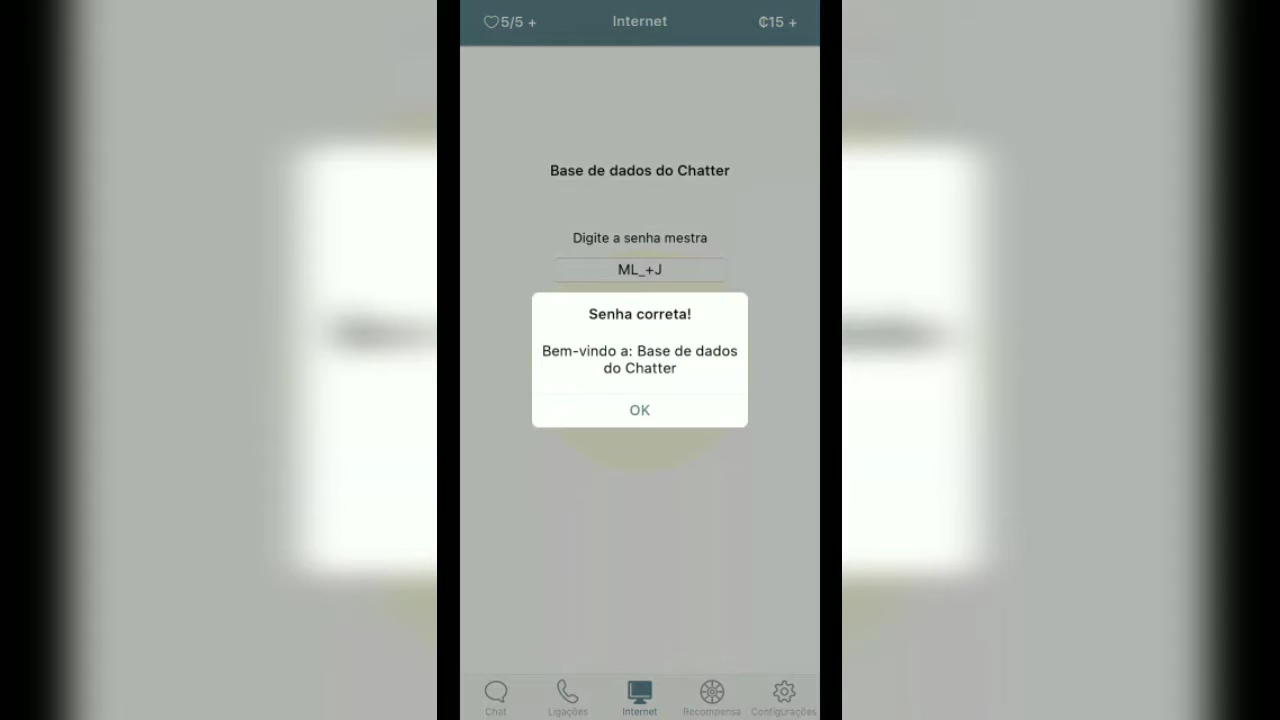 ♡5/5 + Internet ₵15 +
Base de dados do Chatter
Digite a senha mestra
ML_+J
Senha correta!
Bem-vindo a: Base de dados
do Chatter
OK
Chat Ligações Internet Recompensa Configurações